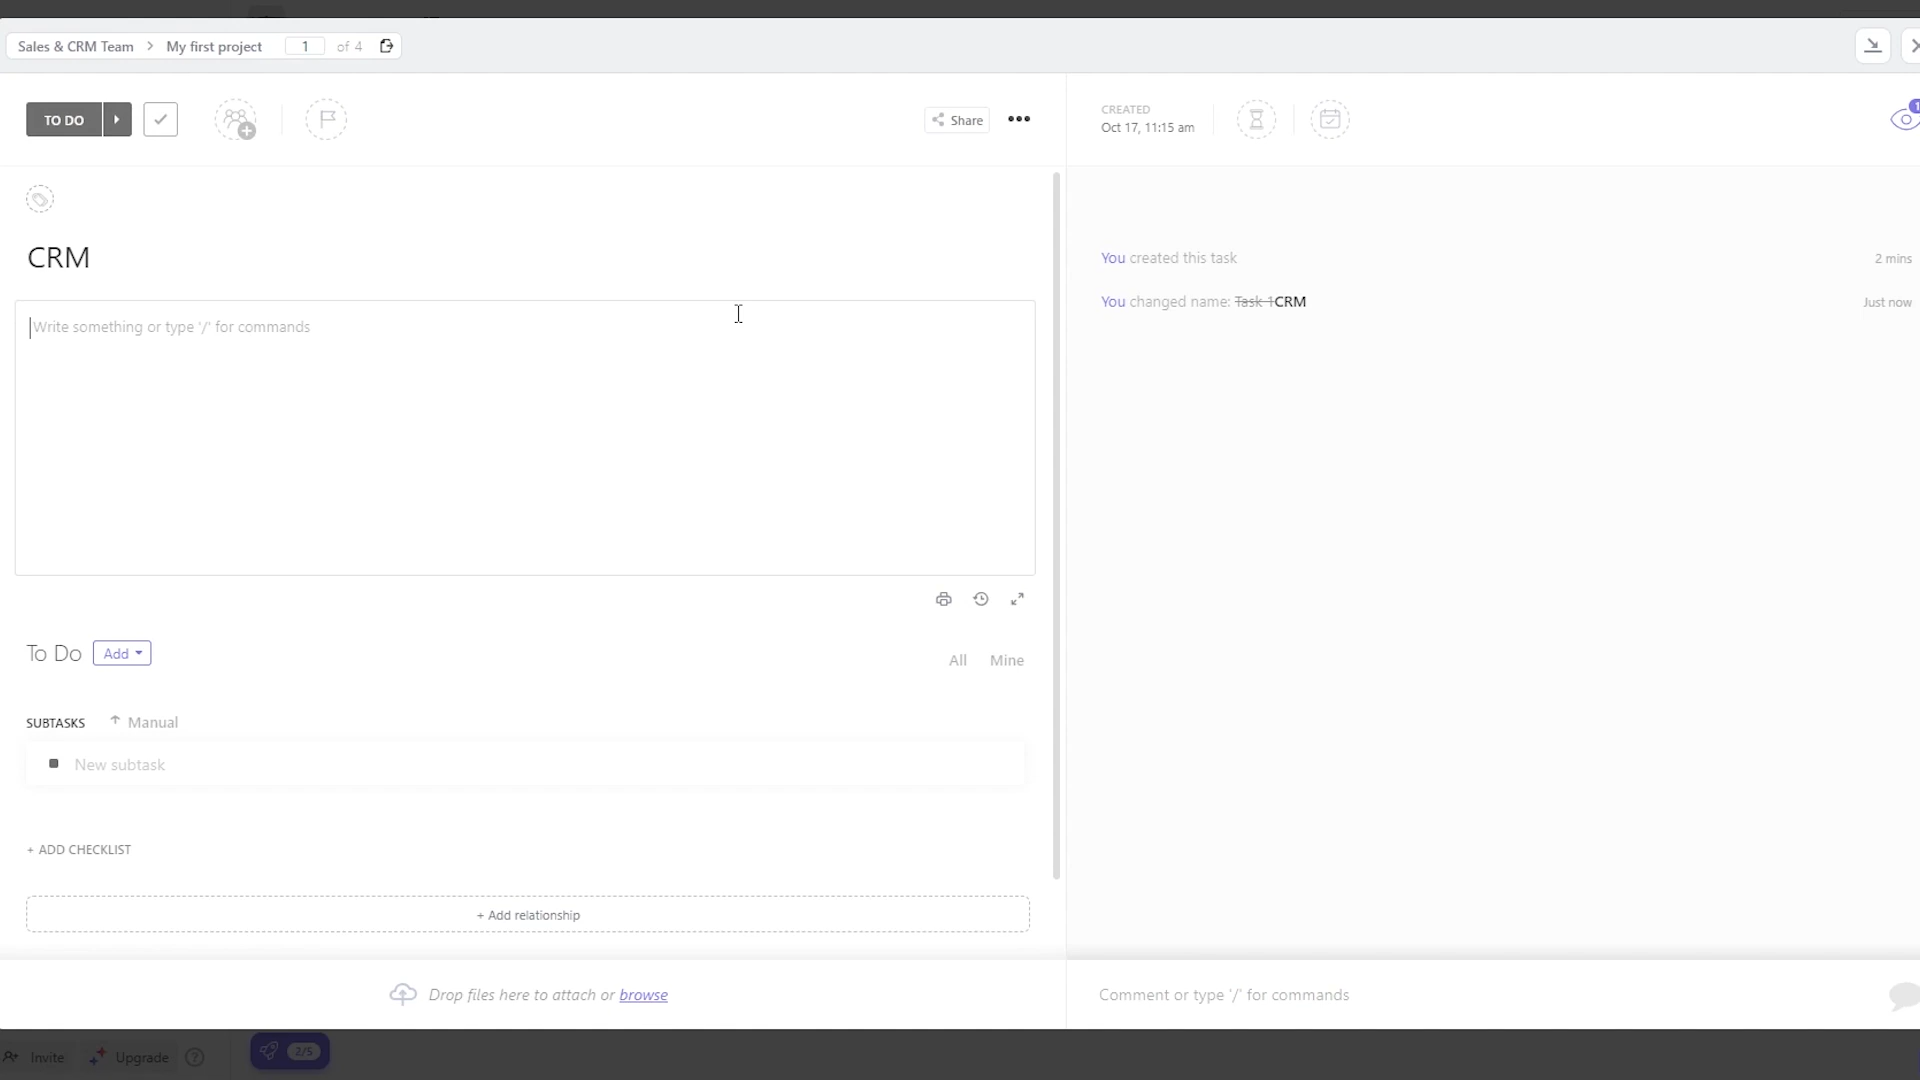 Sales & CRM Team > My first project 1 of 4
TO DO
Share
CREATED
Oct 17, 11:15 am
1
CRM
Write something or type '/' for commands
You created this task 2 mins
You changed name: Task 1 CRM Just now
To Do Add
All Mine
SUBTASKS Manual
New subtask
+ ADD CHECKLIST
+ Add relationship
Drop files here to attach or browse
Comment or type '/' for commands
Invite Upgrade ? 2/5